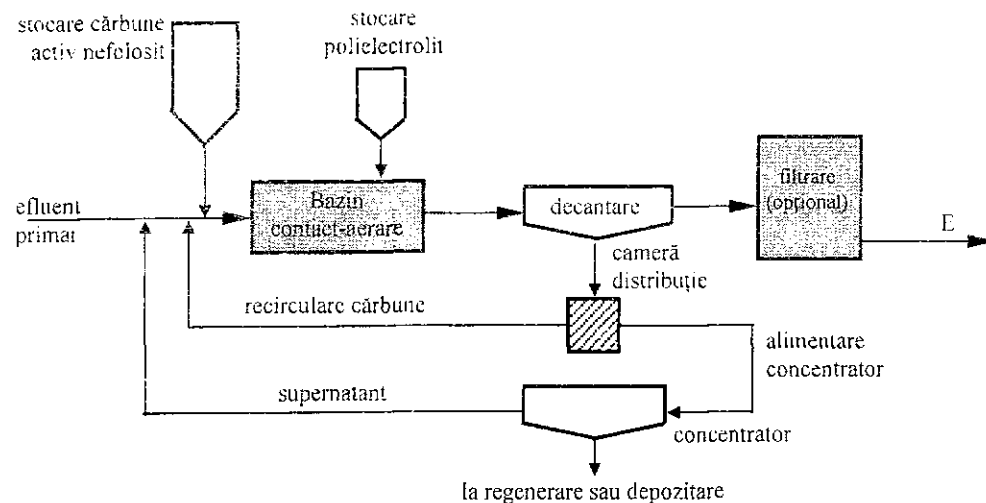 stocare cărbune
activ nefolosit
stocare
polielectrolit
efluent
primar
Bazin
contact-aerare
decantare
filtrare
(opțional)
E
cameră
distribuție
recirculare cărbune
alimentare
concentrator
supernatant
concentrator
la regenerare sau depozitare